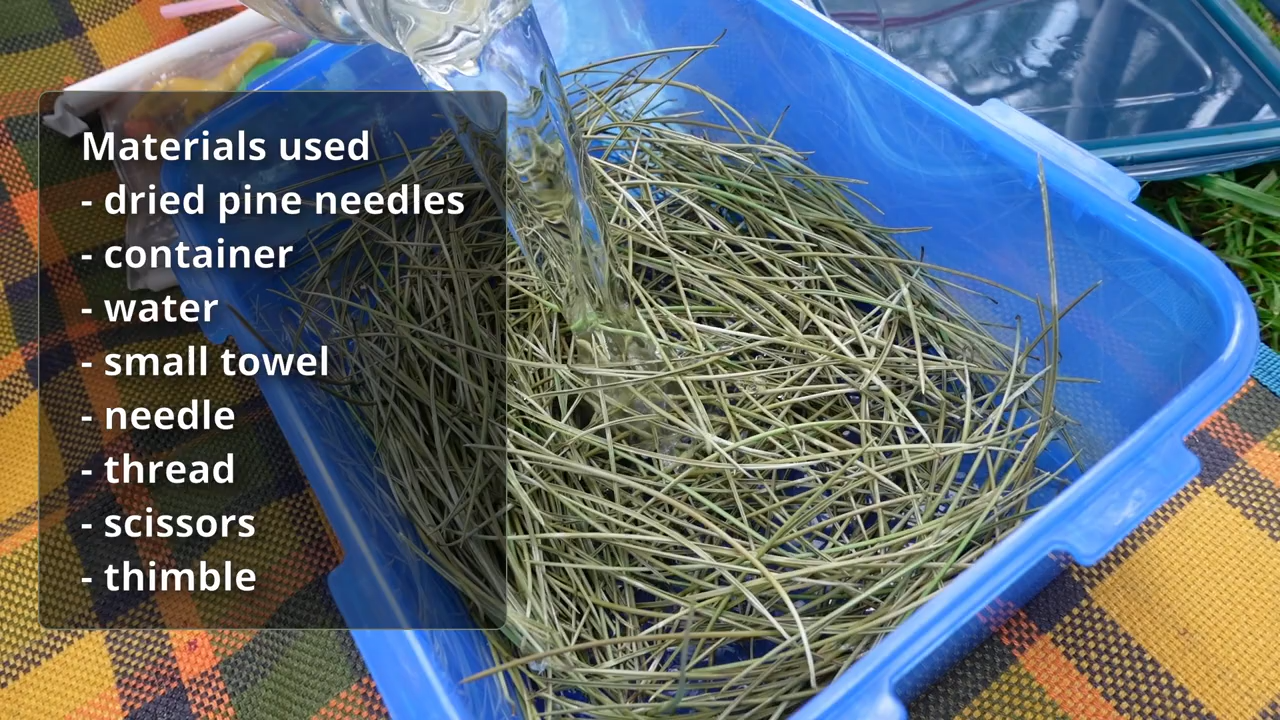 Materials used
- dried pine needles
- container
- water
- small towel
- needle
- thread
- scissors
- thimble